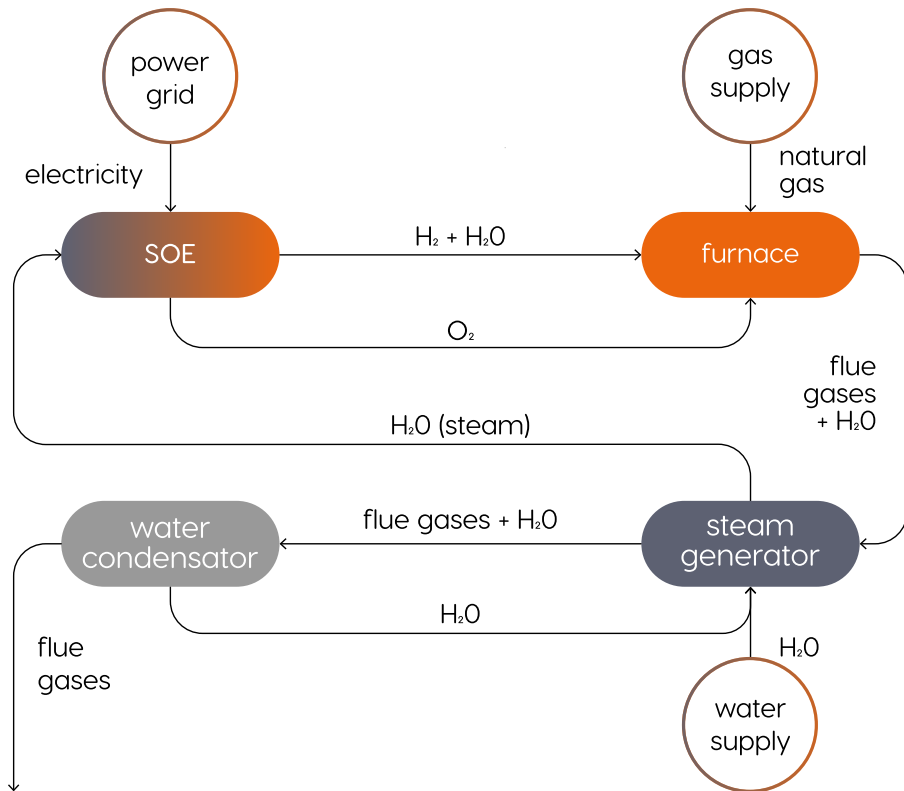 power
grid
gas
supply
electricity
natural
gas
SOE
H₂ + H₂0
furnace
O₂
flue
gases
+ H₂0
H₂0 (steam)
water
condensator
flue gases + H₂0
steam
generator
H₂0
flue
gases
H₂0
water
supply